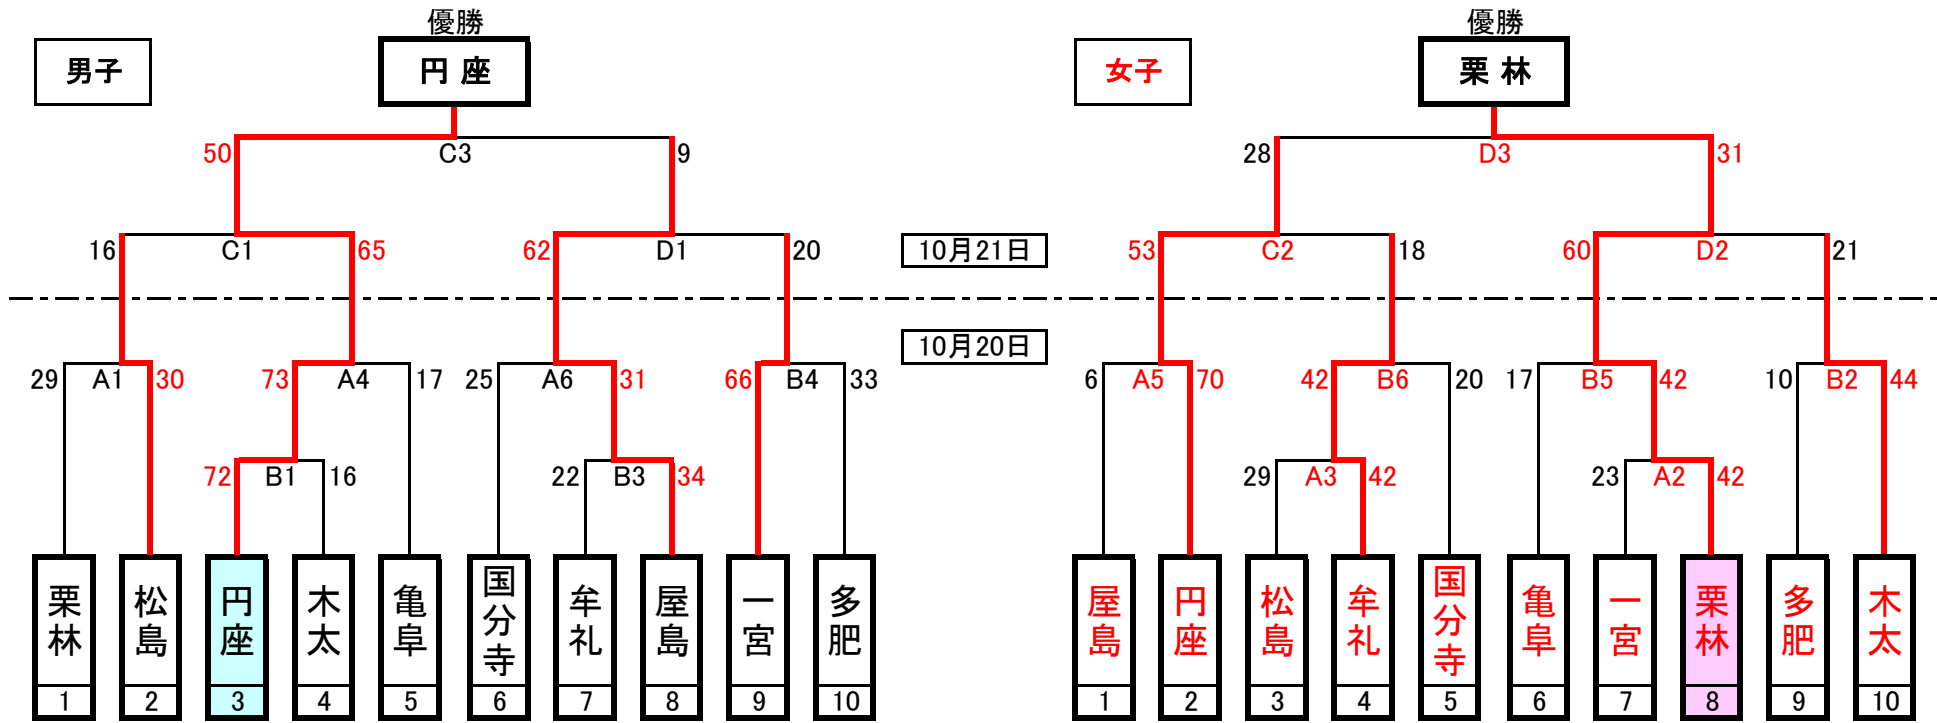 優勝
男子
円座
50
C3
9
16
C1
65
62
D1
20
10月21日
10月20日
29
A1
30
73
A4
17
25
A6
31
66
B4
33
72
B1
16
22
B3
34
栗林
松島
円座
木太
亀阜
国分寺
牟礼
屋島
一宮
多肥
1
2
3
4
5
6
7
8
9
10
優勝
女子
栗林
28
D3
31
53
C2
18
60
D2
21
6
A5
70
42
B6
20
17
B5
42
10
B2
44
29
A3
42
23
A2
42
屋島
円座
松島
牟礼
国分寺
亀阜
一宮
栗林
多肥
木太
1
2
3
4
5
6
7
8
9
10